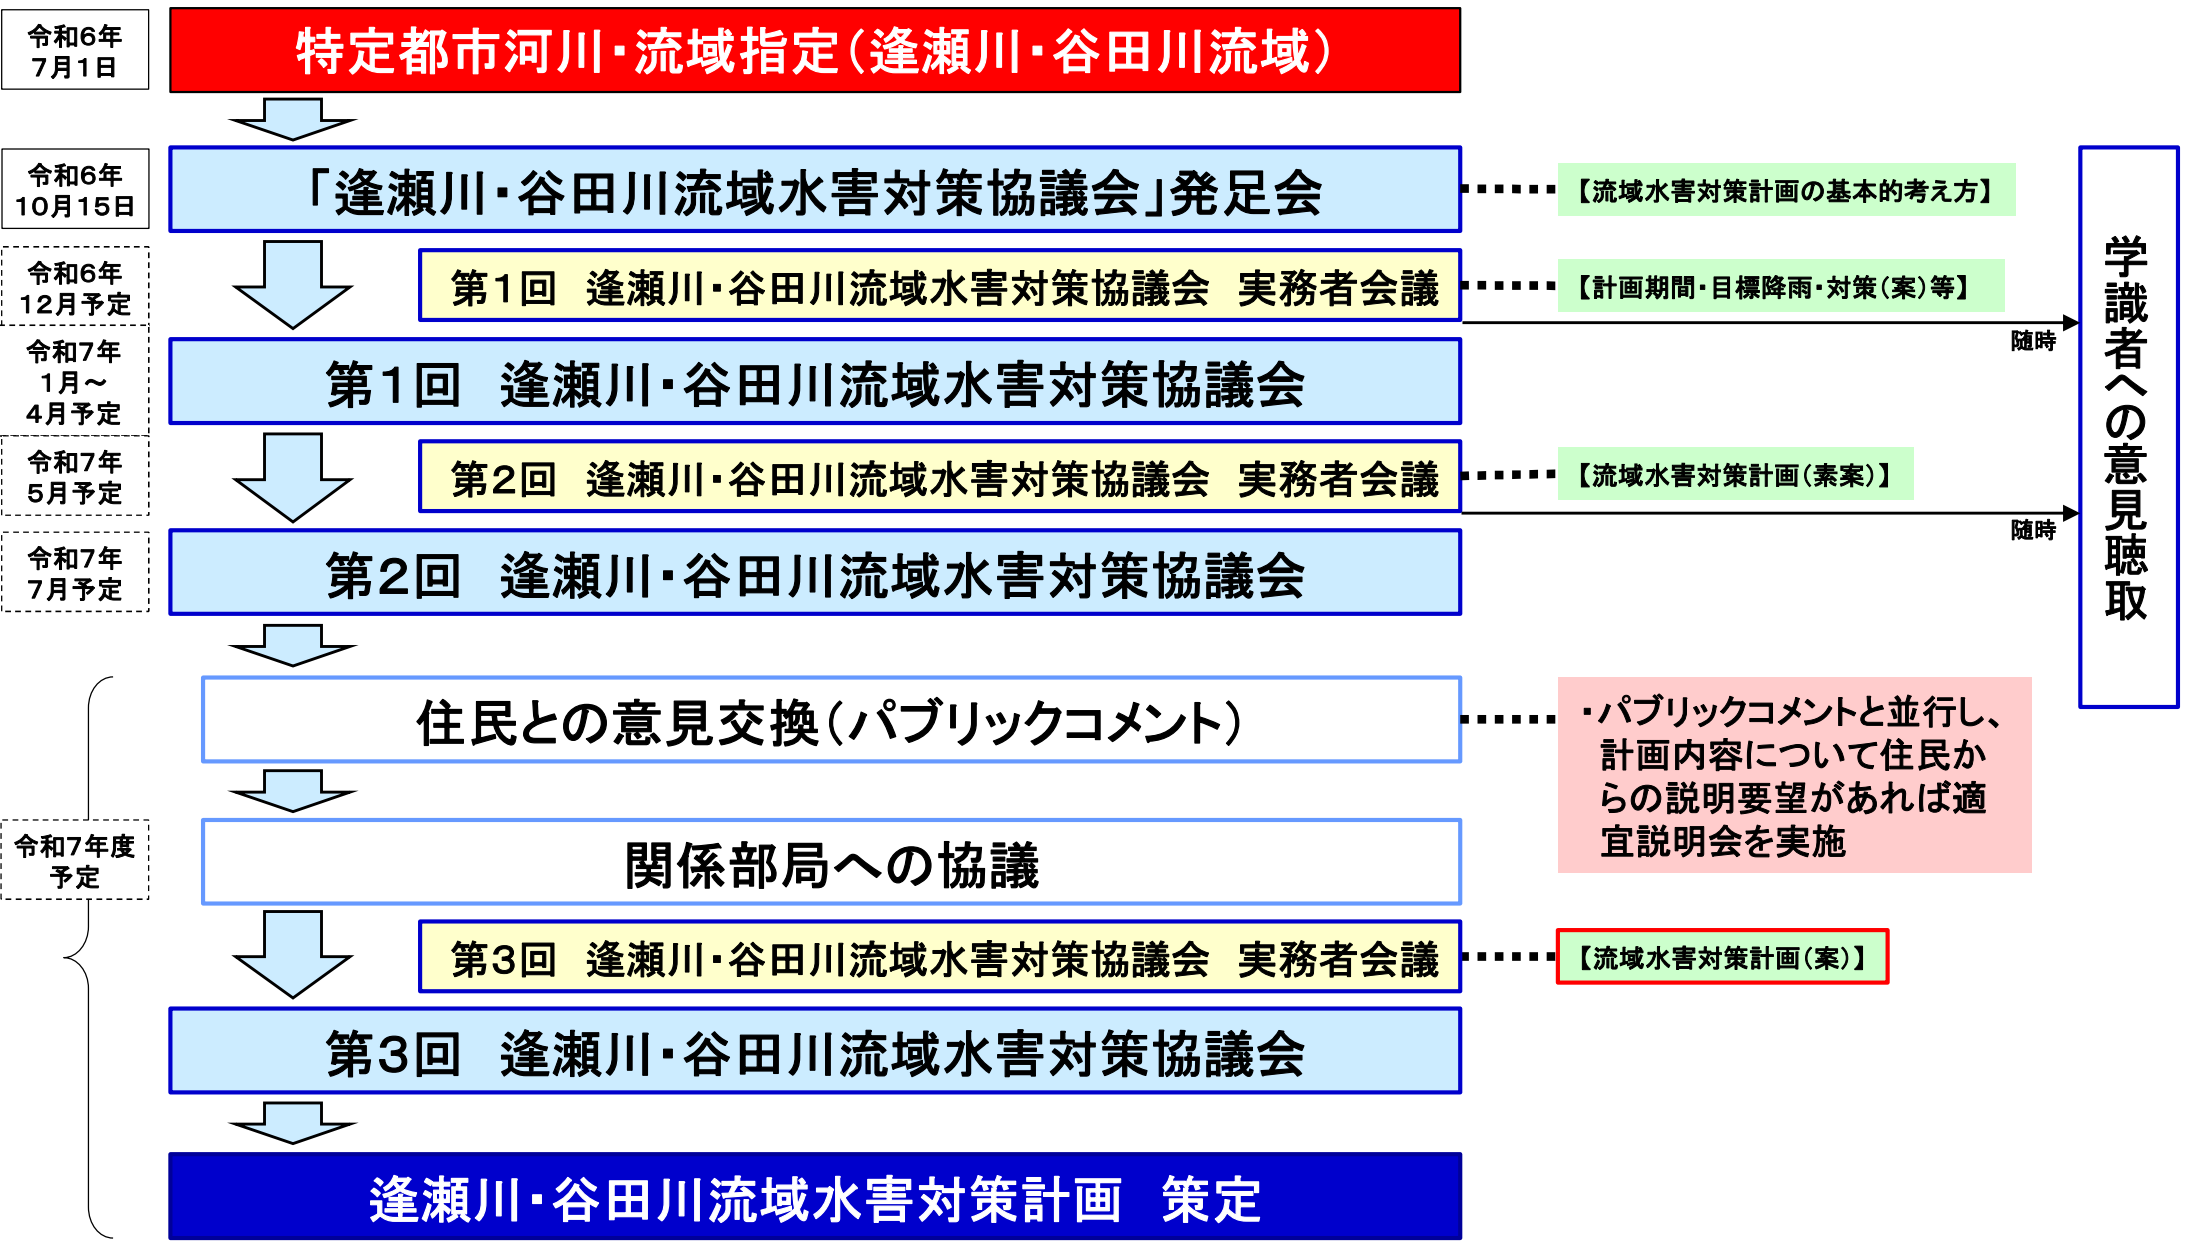 令和6年
7月1日
特定都市河川・流域指定（逢瀬川・谷田川流域）
令和6年
10月15日
「逢瀬川・谷田川流域水害対策協議会」発足会
【流域水害対策計画の基本的考え方】
令和6年
12月予定
第1回　逢瀬川・谷田川流域水害対策協議会　実務者会議
【計画期間・目標降雨・対策（案）等】
随時
令和7年
1月～
4月予定
第1回　逢瀬川・谷田川流域水害対策協議会
令和7年
5月予定
第2回　逢瀬川・谷田川流域水害対策協議会　実務者会議
【流域水害対策計画（素案）】
随時
令和7年
7月予定
第2回　逢瀬川・谷田川流域水害対策協議会
学識者への意見聴取
住民との意見交換（パブリックコメント）
・パブリックコメントと並行し、
計画内容について住民か
らの説明要望があれば適
宜説明会を実施
令和7年度
予定
関係部局への協議
第3回　逢瀬川・谷田川流域水害対策協議会　実務者会議
【流域水害対策計画（案）】
第3回　逢瀬川・谷田川流域水害対策協議会
逢瀬川・谷田川流域水害対策計画　策定